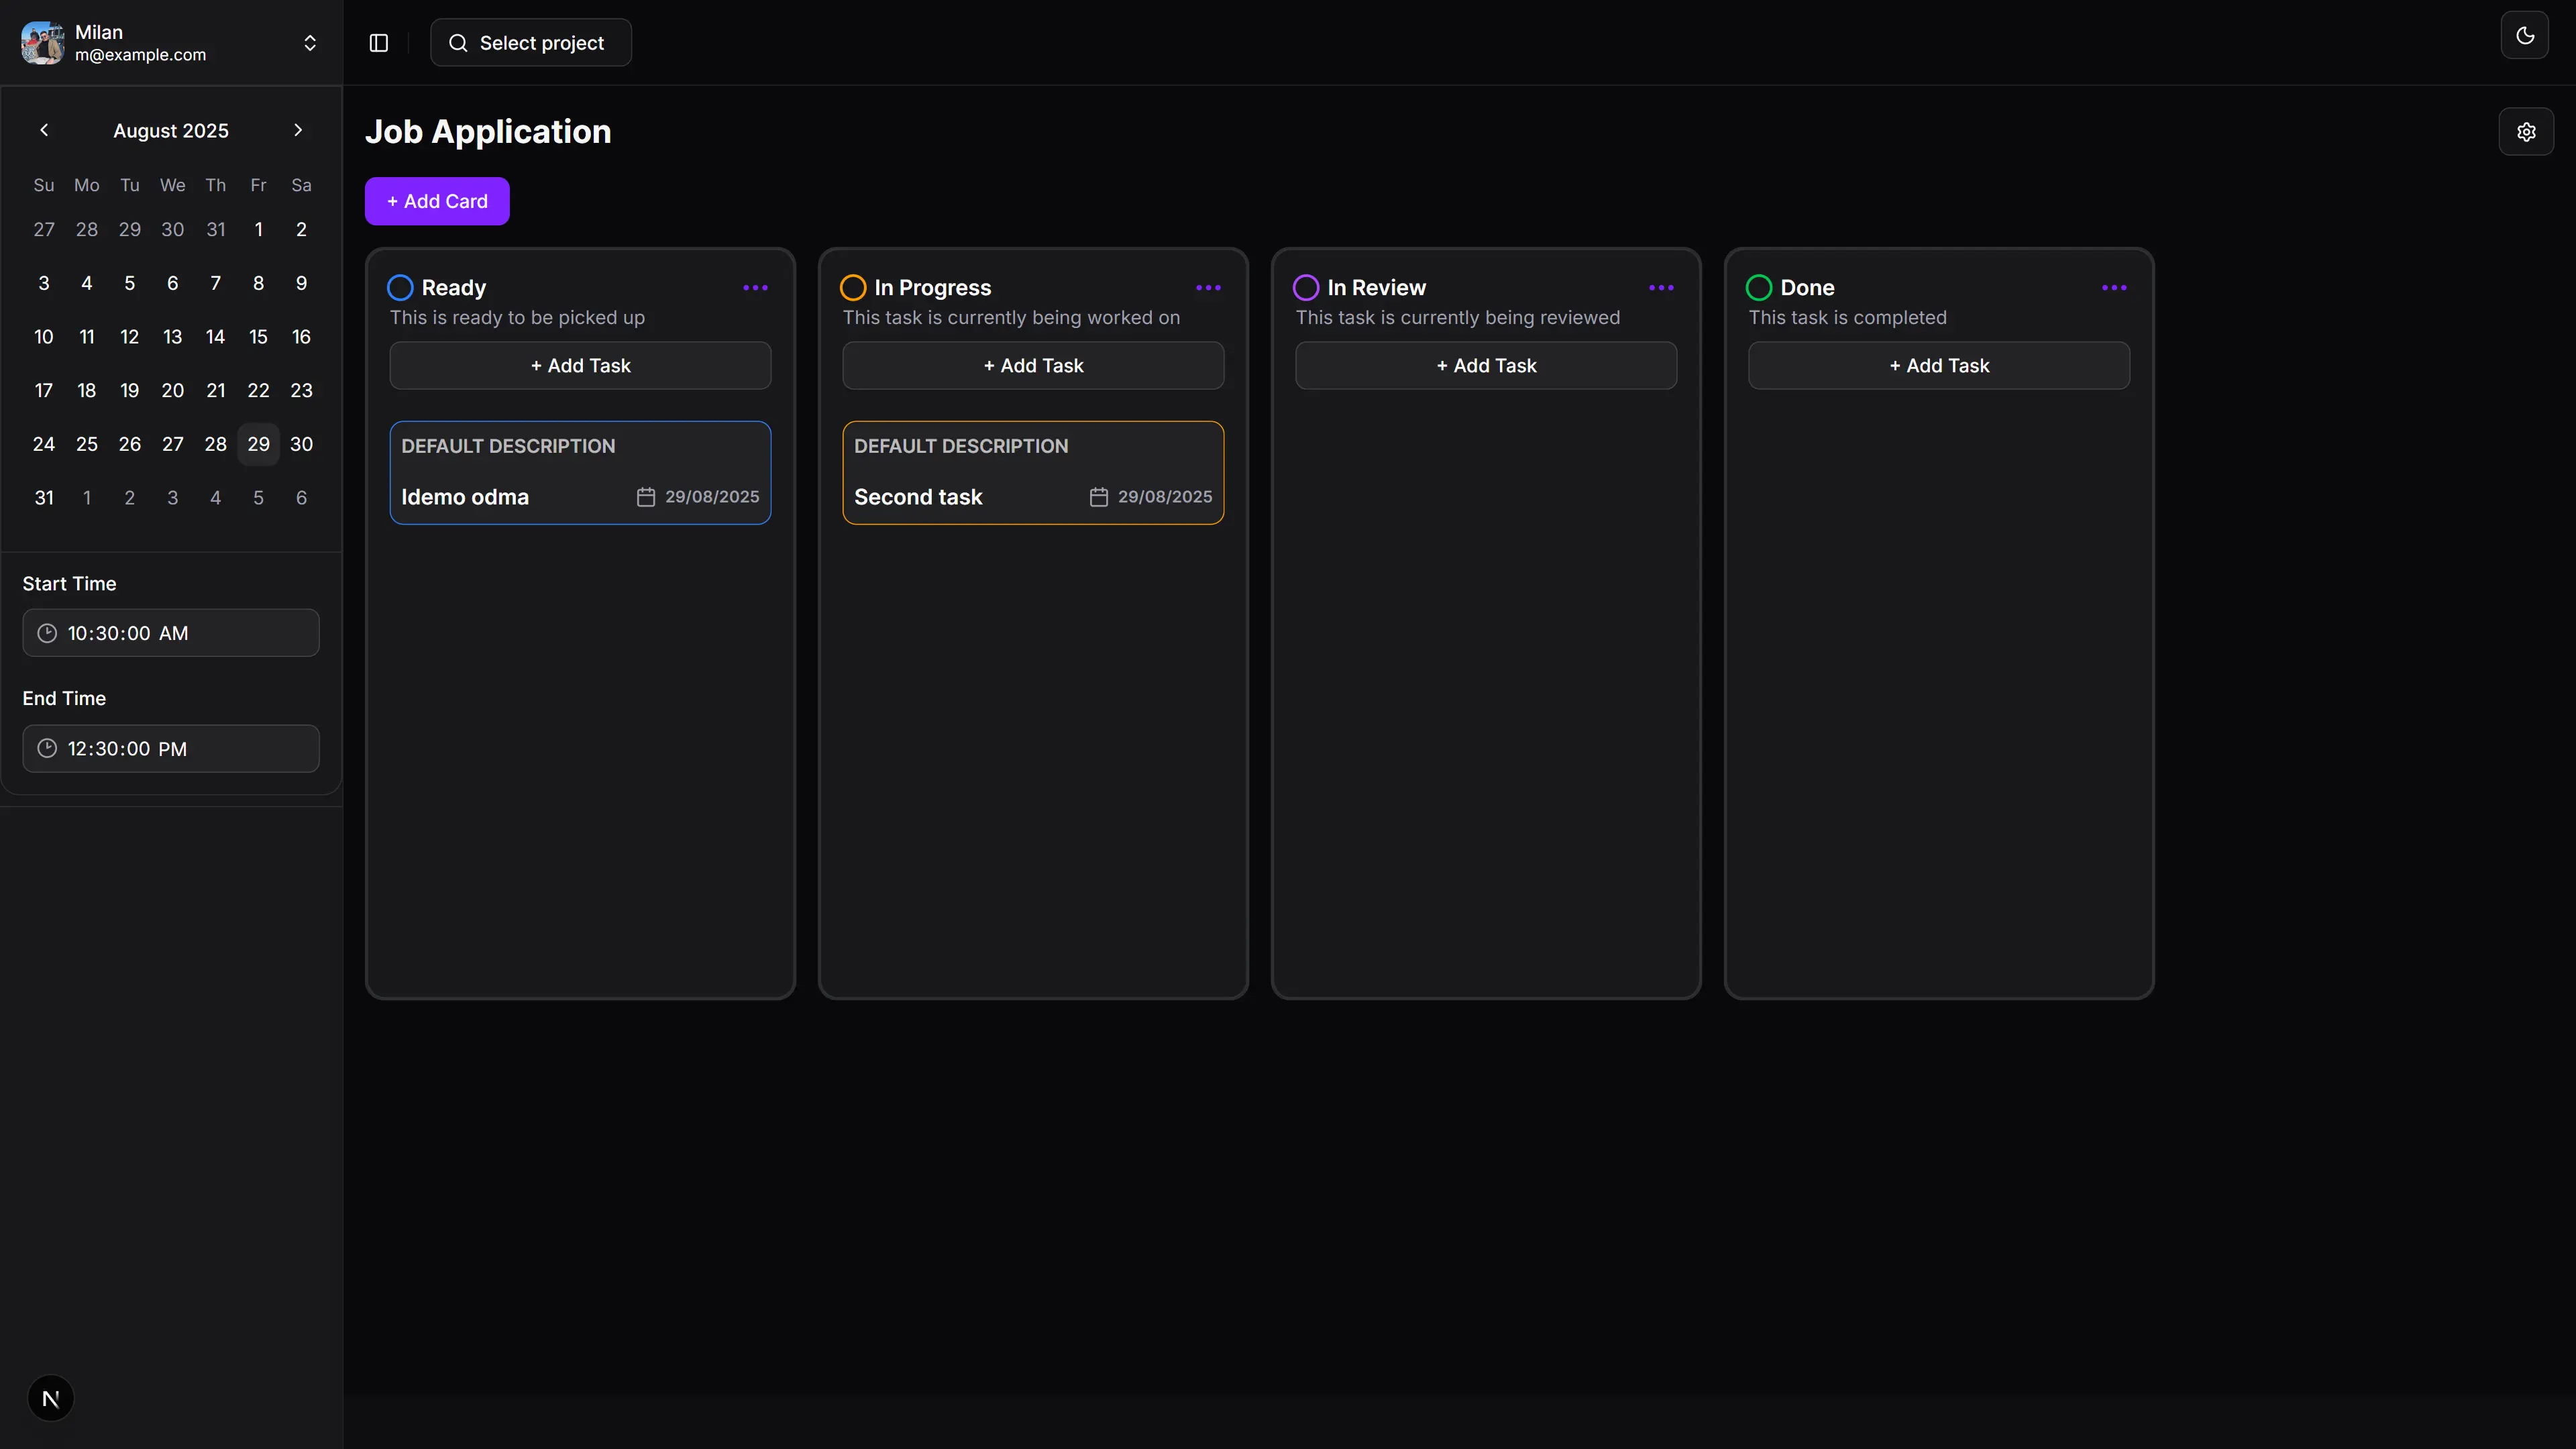 Milan
m@example.com
Select project
August 2025
Su Mo Tu We Th Fr Sa
27 28 29 30 31 1 2
3 4 5 6 7 8 9
10 11 12 13 14 15 16
17 18 19 20 21 22 23
24 25 26 27 28 29 30
31 1 2 3 4 5 6
Start Time
10:30:00 AM
End Time
12:30:00 PM
N
Job Application
+ Add Card
Ready
This is ready to be picked up
+ Add Task
DEFAULT DESCRIPTION
Idemo odma 29/08/2025
In Progress
This task is currently being worked on
+ Add Task
DEFAULT DESCRIPTION
Second task 29/08/2025
In Review
This task is currently being reviewed
+ Add Task
Done
This task is completed
+ Add Task